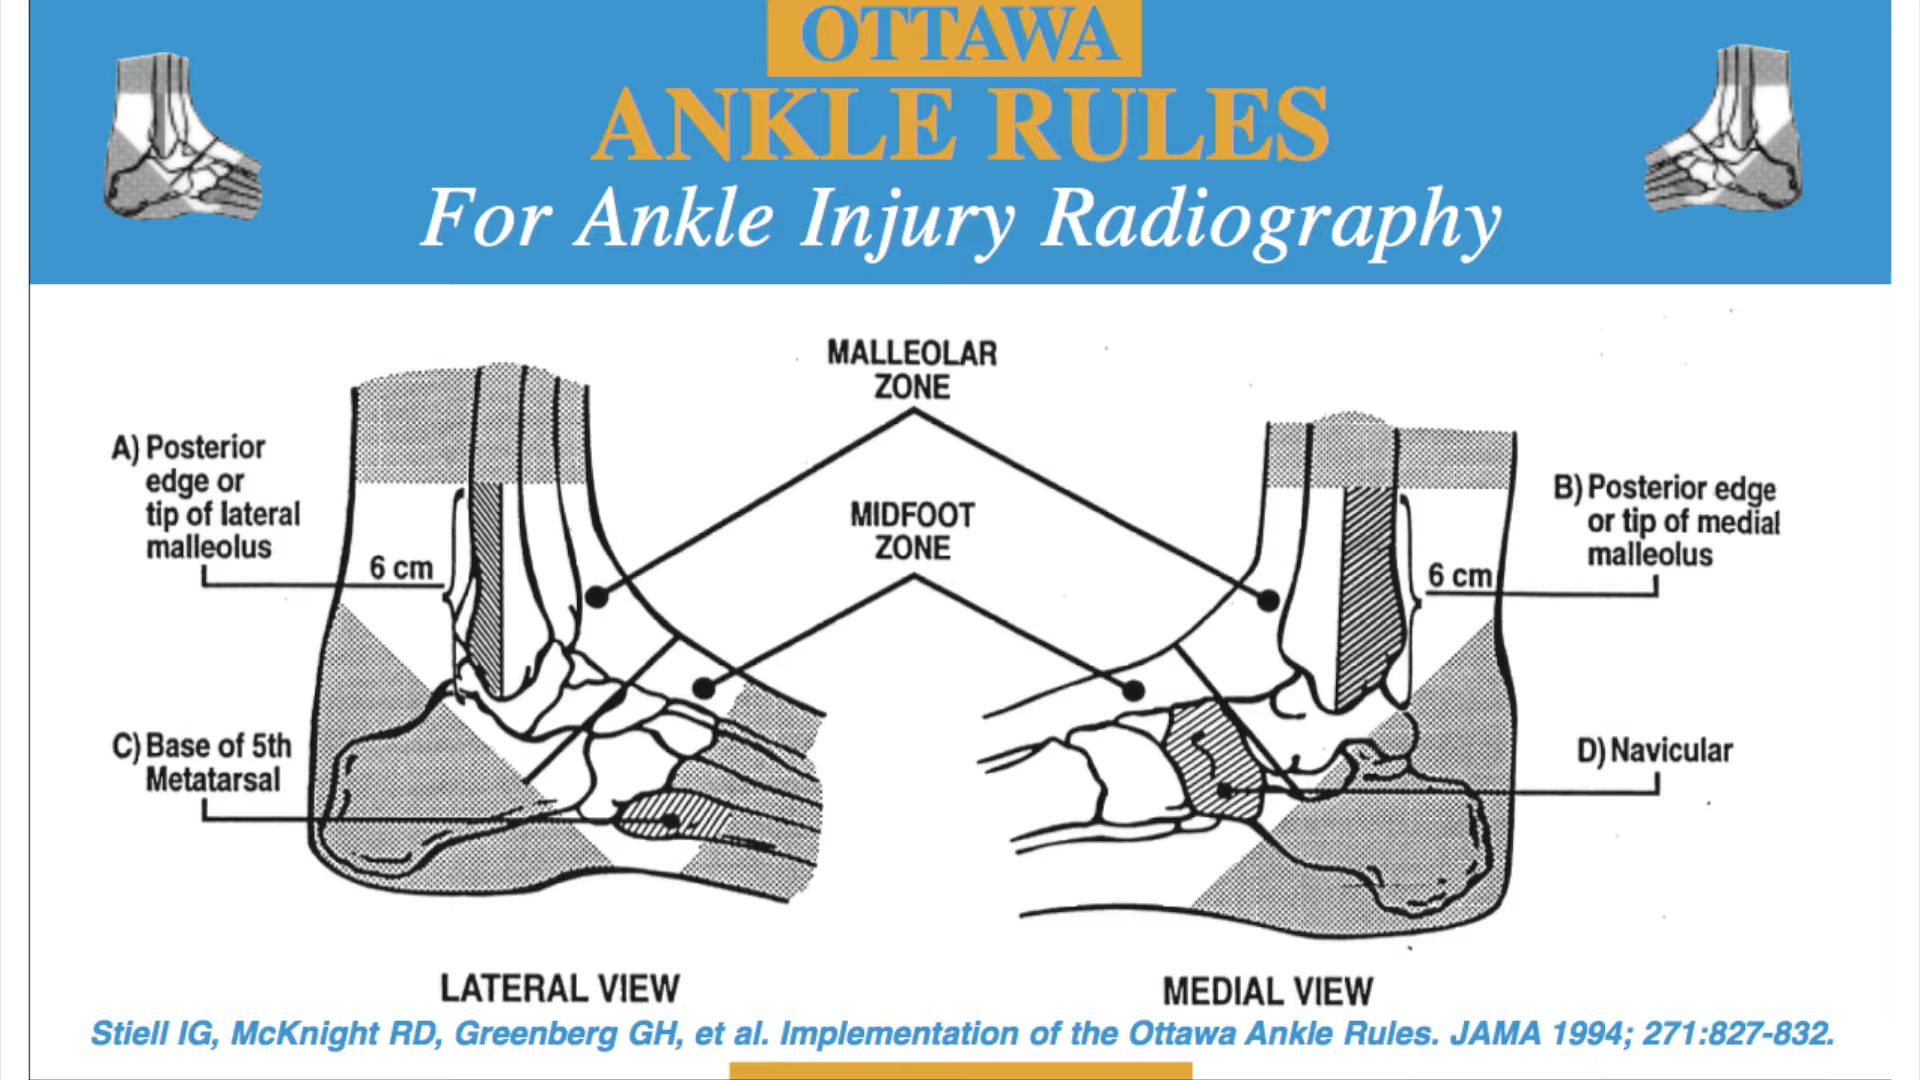 OTTAWA
ANKLE RULES
For Ankle Injury Radiography
MALLEOLAR
ZONE
A) Posterior
edge or
tip of lateral
malleolus
6 cm
MIDFOOT
ZONE
B) Posterior edge
or tip of medial
malleolus
6 cm
C) Base of 5th
Metatarsal
D) Navicular
LATERAL VIEW
MEDIAL VIEW
Stiell IG, McKnight RD, Greenberg GH, et al. Implementation of the Ottawa Ankle Rules. JAMA 1994; 271:827-832.